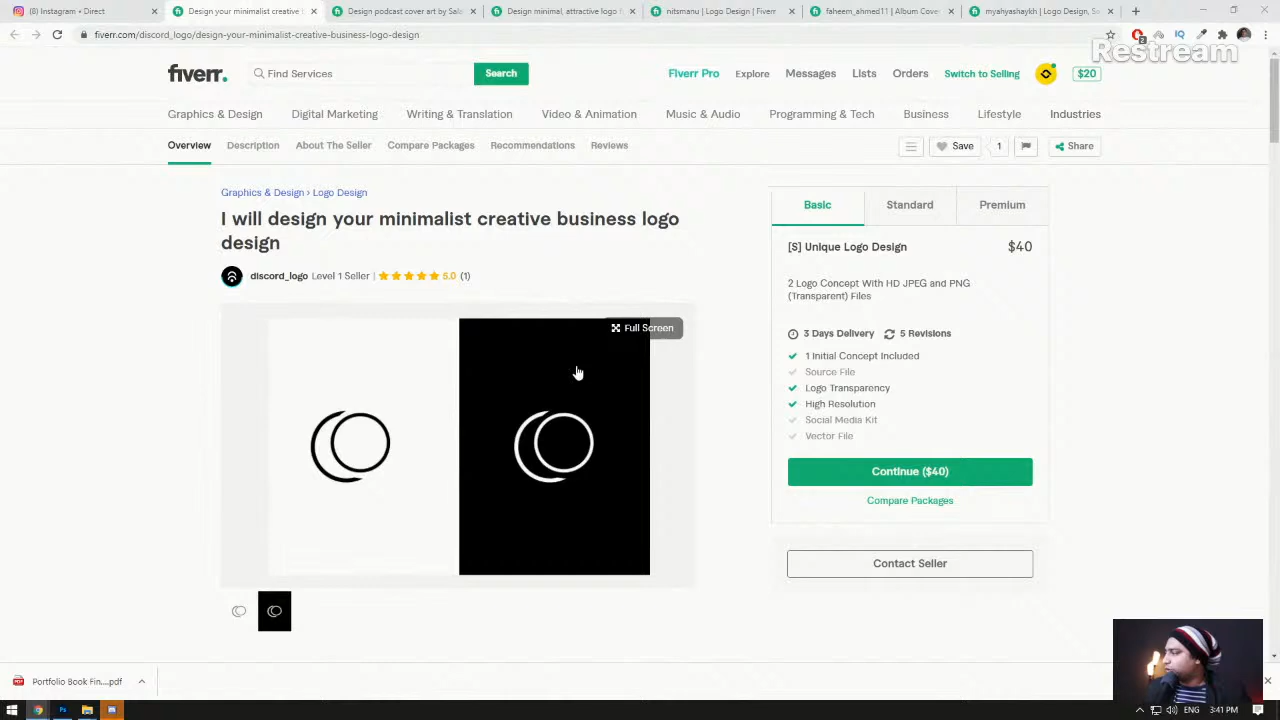 Instagram • Direct
Design your minimalist creative b
Design podcast cover art by Sala
Design minimal, attractive logo f
nitsmanu | Design | Fiverr
faheem_ahmed11 | Album Cover
myahyashaykh | Logo Design, So
fiverr.com/discord_logo/design-your-minimalist-creative-business-logo-design
2
Restream
fiverr.
Find Services
Search
Fiverr Pro
Explore
Messages
Lists
Orders
Switch to Selling
$20
Graphics & Design
Digital Marketing
Writing & Translation
Video & Animation
Music & Audio
Programming & Tech
Business
Lifestyle
Industries
Overview
Description
About The Seller
Compare Packages
Recommendations
Reviews
Save
1
Share
Graphics & Design › Logo Design
I will design your minimalist creative business logo
design
discord_logo Level 1 Seller | 5.0 (1)
Full Screen
Basic
Standard
Premium
[S] Unique Logo Design
$40
2 Logo Concept With HD JPEG and PNG
(Transparent) Files
3 Days Delivery
5 Revisions
1 Initial Concept Included
Source File
Logo Transparency
High Resolution
Social Media Kit
Vector File
Continue ($40)
Compare Packages
Contact Seller
Portfolio Book Fin....pdf
ENG
3:41 PM